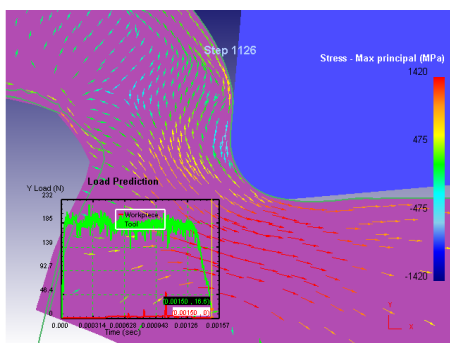 Step 1126
Stress - Max principal (MPa)
1420
475
-475
-1420
Load Prediction
Y Load (N)
232
185
139
92.7
46.4
0
Workpiece
Tool
(0.00150 , 16.6)
(0.00150 , 0)
0.000 0.000314 0.000628 0.000940 0.00126 0.00157
Time (sec)
Y
X